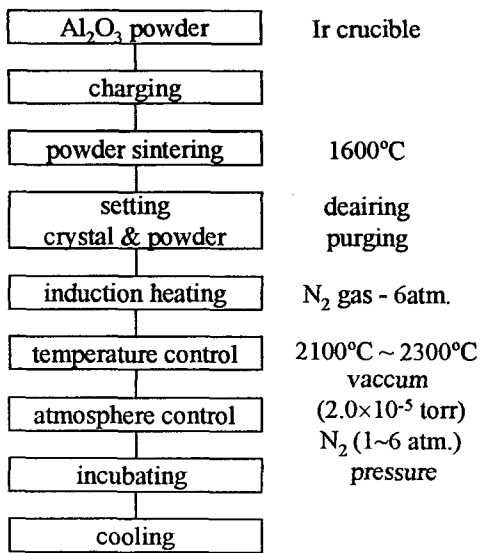 Al₂O₃ powder Ir crucible
charging
powder sintering 1600°C
setting deairing
crystal & powder purging
induction heating N₂ gas - 6atm.
temperature control 2100°C ~ 2300°C
vaccum
atmosphere control (2.0×10⁻⁵ torr)
N₂ (1~6 atm.)
incubating pressure
cooling